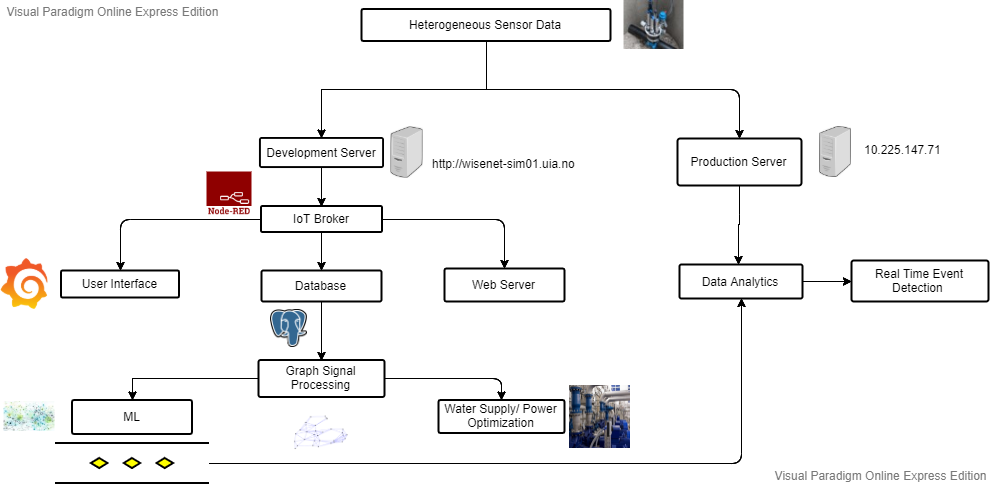 Visual Paradigm Online Express Edition
Heterogeneous Sensor Data
Development Server
http://wisenet-sim01.uia.no
Production Server
10.225.147.71
Node-RED
IoT Broker
User Interface
Database
Web Server
Data Analytics
Real Time Event
Detection
Graph Signal
Processing
ML
Water Supply/ Power
Optimization
Visual Paradigm Online Express Edition